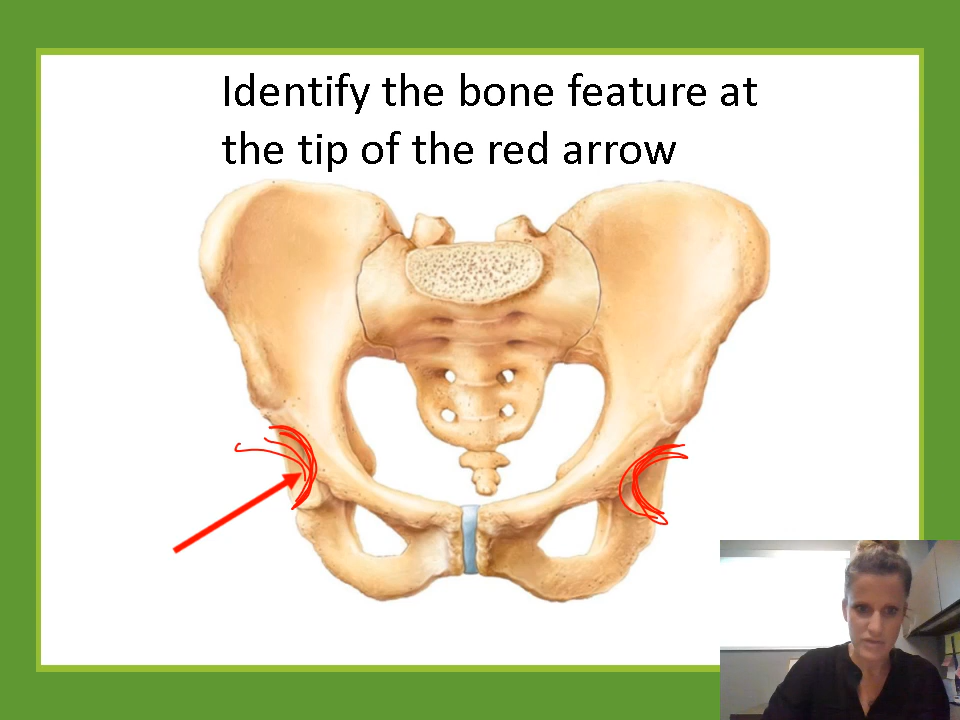 Identify the bone feature at
the tip of the red arrow